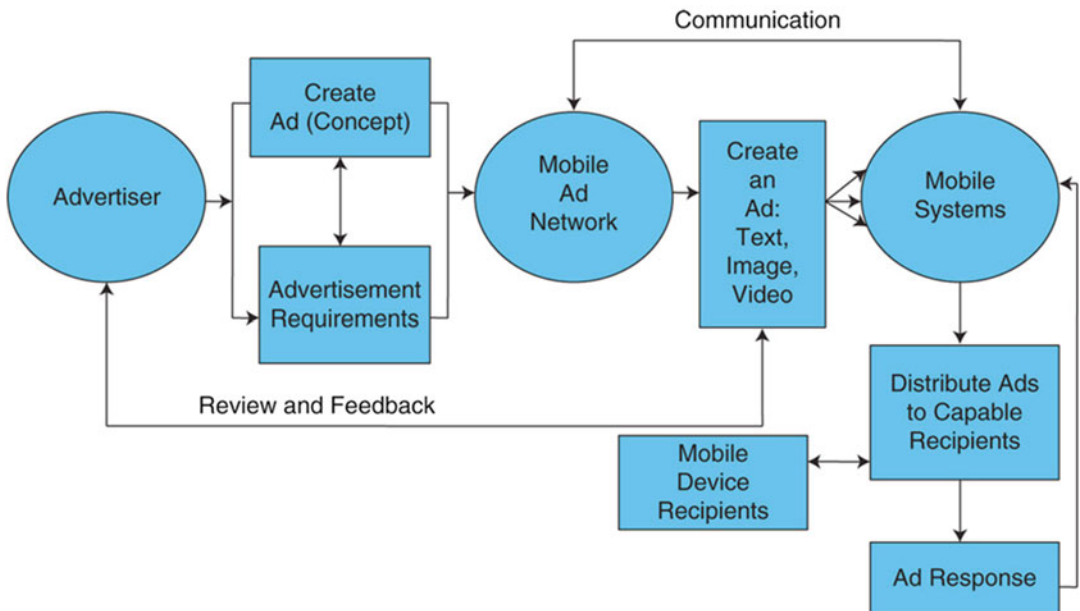 Communication
Create
Ad (Concept)
Advertiser
Advertisement
Requirements
Mobile
Ad
Network
Create
an
Ad:
Text,
Image,
Video
Mobile
Systems
Review and Feedback
Distribute Ads
to Capable
Recipients
Mobile
Device
Recipients
Ad Response